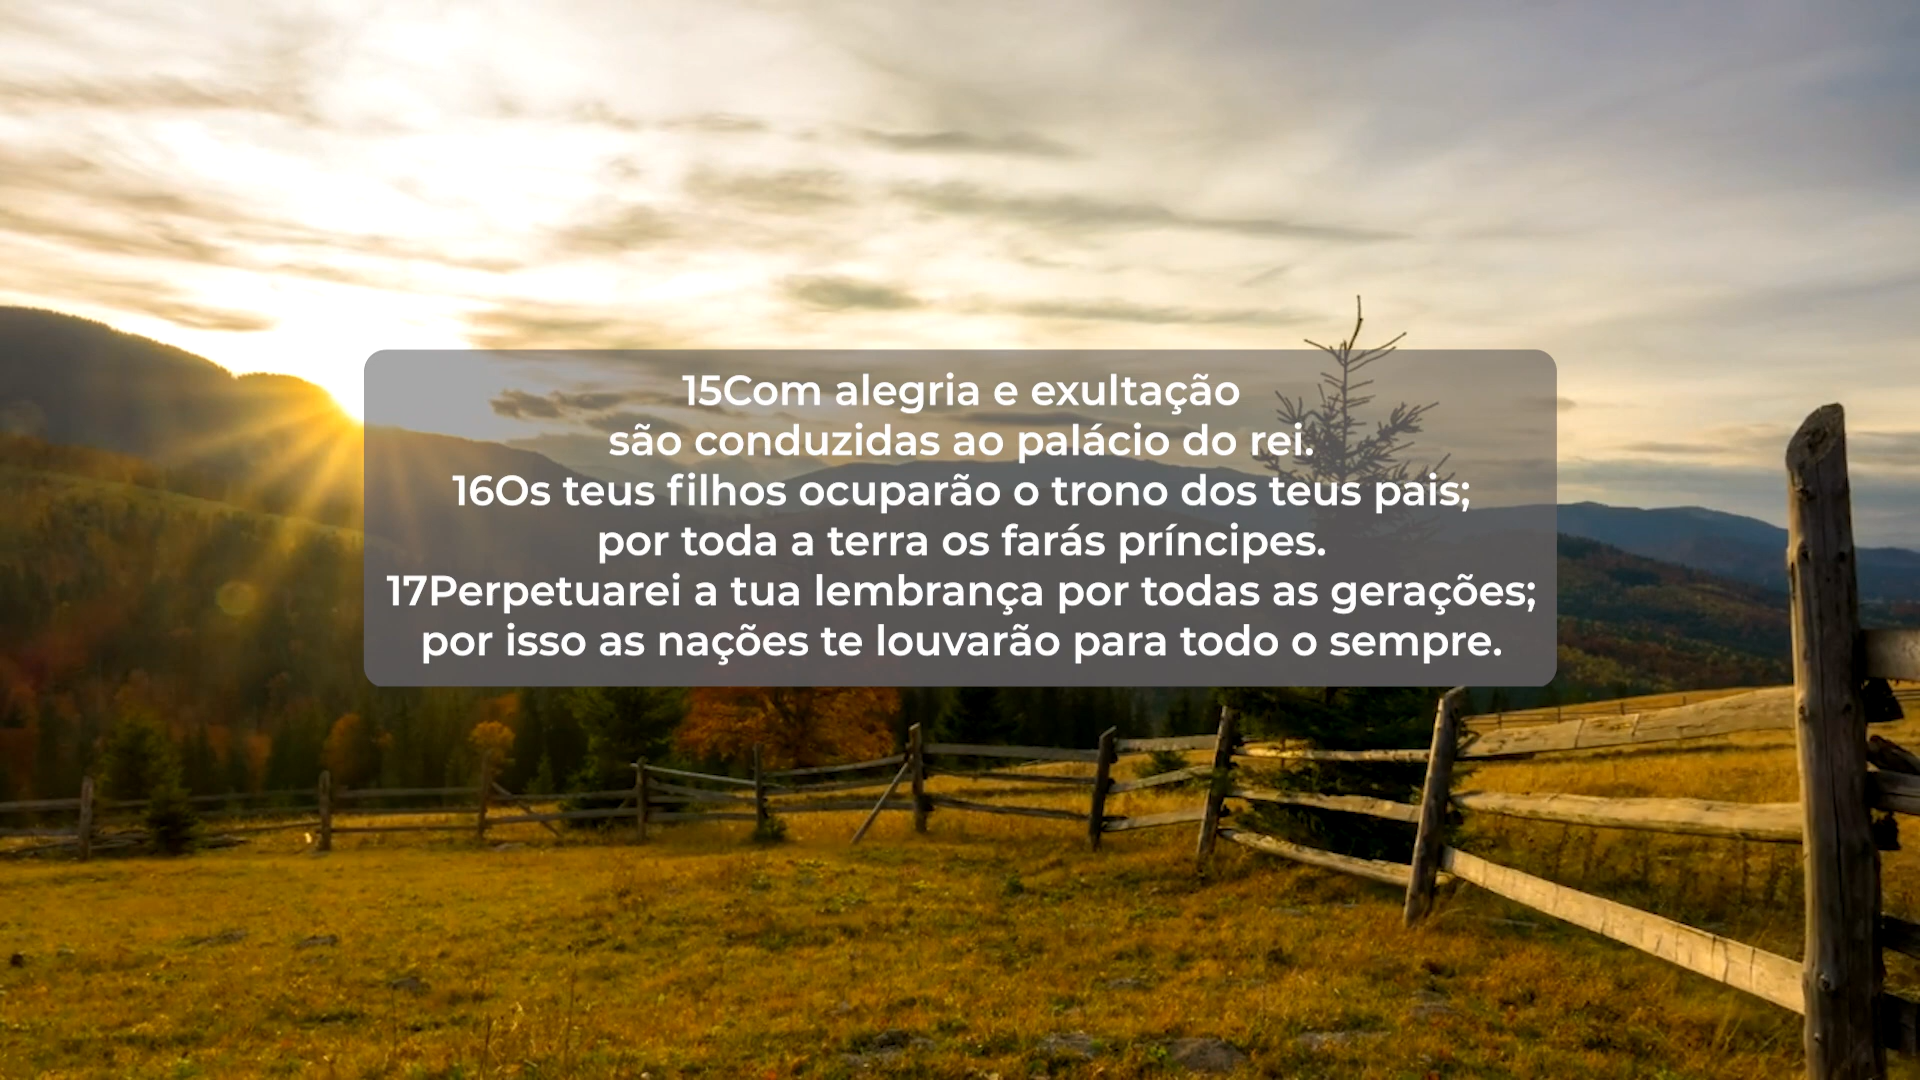 15Com alegria e exultação
são conduzidas ao palácio do rei.
16Os teus filhos ocuparão o trono dos teus pais;
por toda a terra os farás príncipes.
17Perpetuarei a tua lembrança por todas as gerações;
por isso as nações te louvarão para todo o sempre.